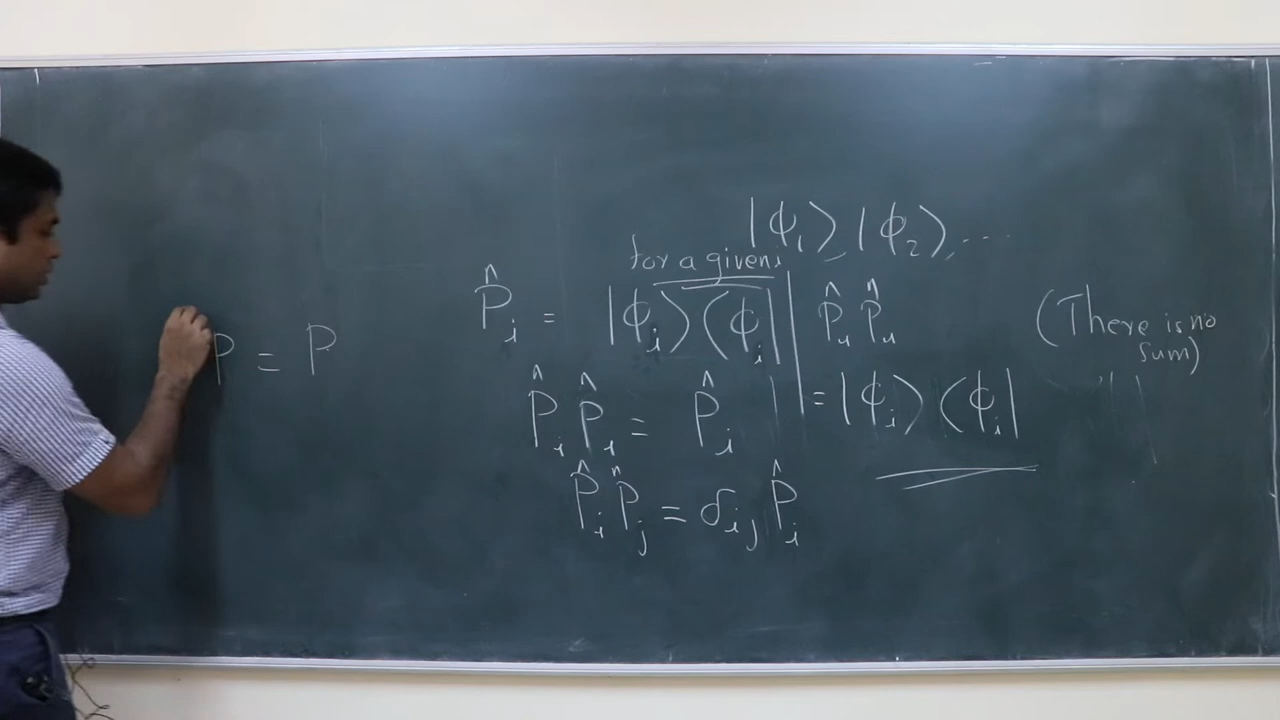 |ϕ₁⟩, |ϕ₂⟩, ...
for a given i
P̂ᵢ = |ϕᵢ⟩⟨ϕᵢ|
P̂ᵢ P̂ᵢ = P̂ᵢ
P̂ᵢ P̂ⱼ = δᵢⱼ P̂ᵢ
P̂ᵢ P̂ᵢ
= |ϕᵢ⟩⟨ϕᵢ|
(There is no
sum)
P = P